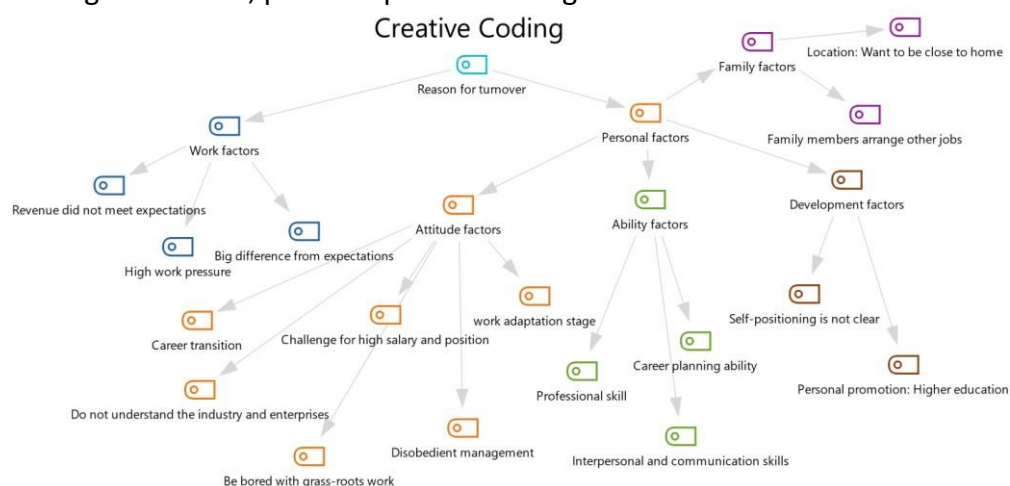 Creative Coding
Reason for turnover
Family factors
Location: Want to be close to home
Work factors
Personal factors
Family members arrange other jobs
Revenue did not meet expectations
High work pressure
Big difference from expectations
Attitude factors
Ability factors
Development factors
Career transition
Challenge for high salary and position
work adaptation stage
Do not understand the industry and enterprises
Be bored with grass-roots work
Disobedient management
Professional skill
Career planning ability
Interpersonal and communication skills
Self-positioning is not clear
Personal promotion: Higher education